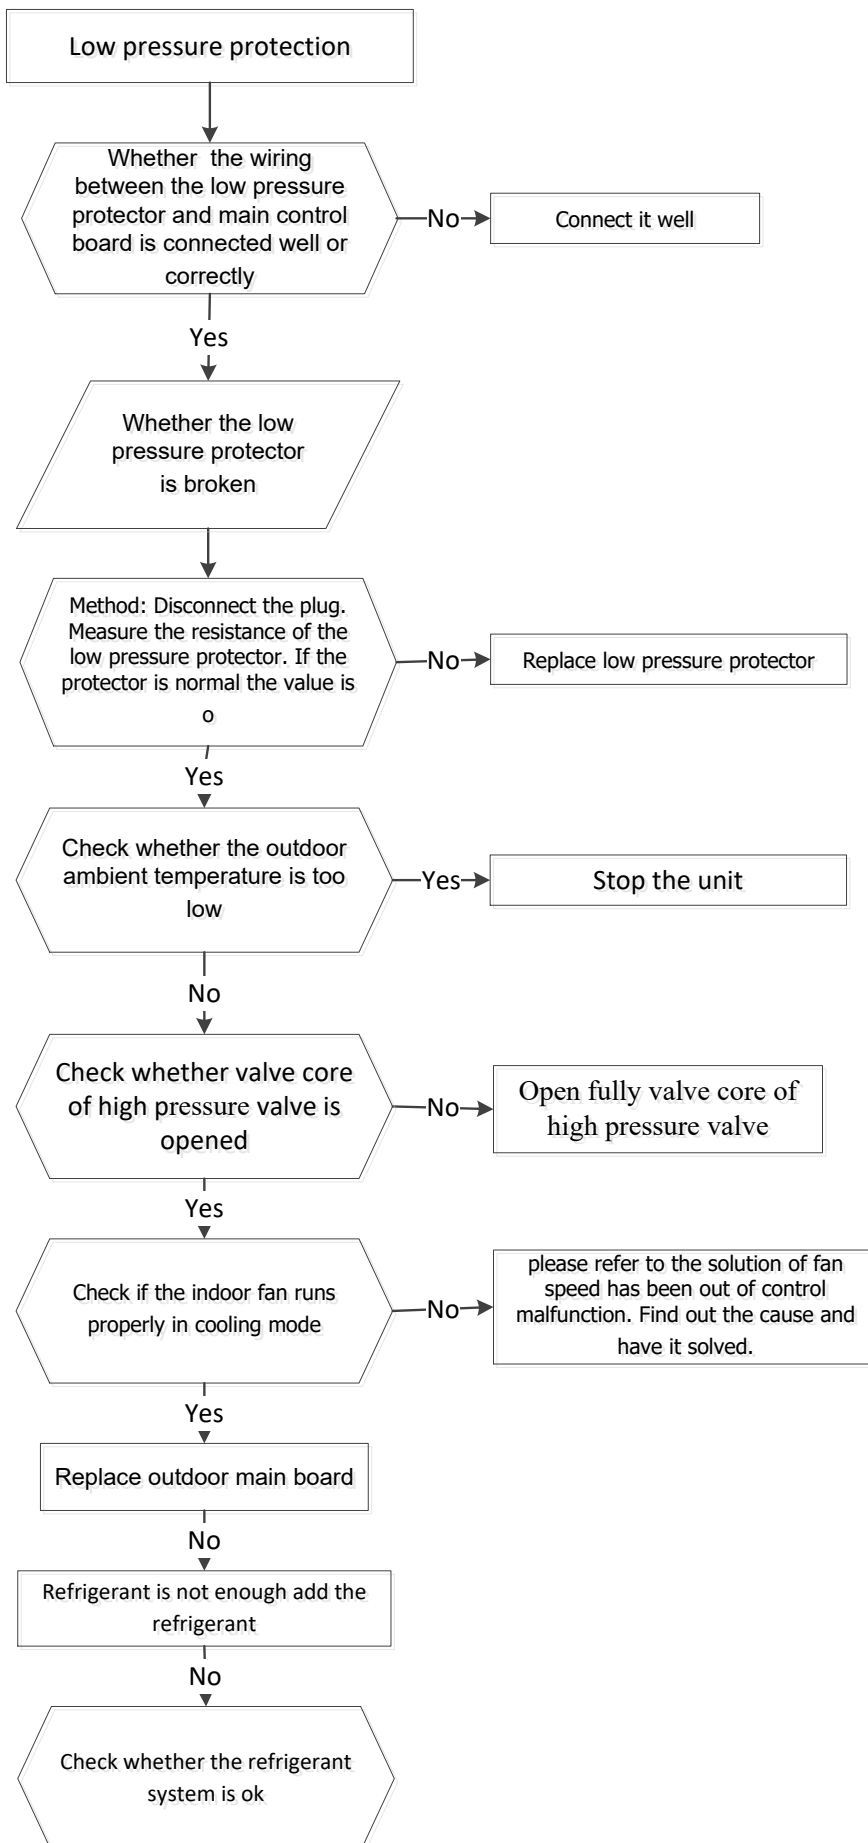 Low pressure protection
Whether the wiring
between the low pressure
protector and main control
board is connected well or
correctly
No
Connect it well
Yes
Whether the low
pressure protector
is broken
Method: Disconnect the plug.
Measure the resistance of the
low pressure protector. If the
protector is normal the value is
o
No
Replace low pressure protector
Yes
Check whether the outdoor
ambient temperature is too
low
Yes
Stop the unit
No
Check whether valve core
of high pressure valve is
opened
No
Open fully valve core of
high pressure valve
Yes
Check if the indoor fan runs
properly in cooling mode
No
please refer to the solution of fan
speed has been out of control
malfunction. Find out the cause and
have it solved.
Yes
Replace outdoor main board
No
Refrigerant is not enough add the
refrigerant
No
Check whether the refrigerant
system is ok